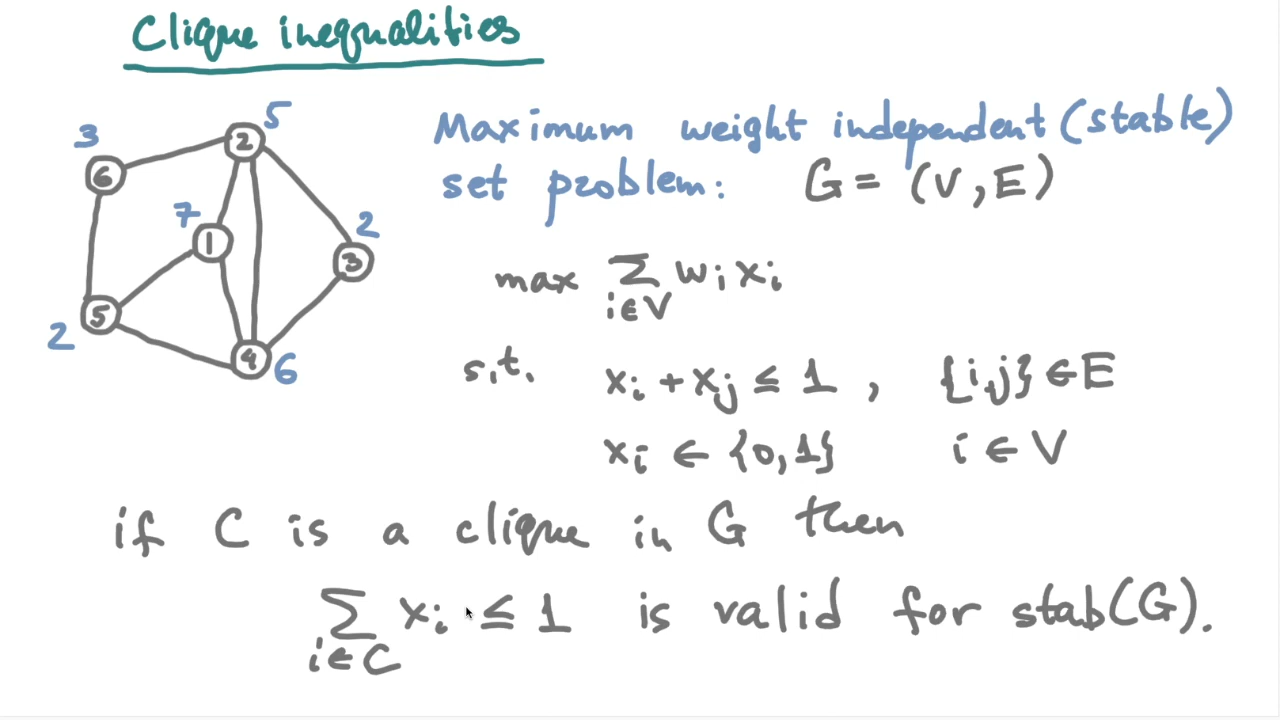 Clique inequalities
3
5
6
2
7
1
2
3
5
2
4
6
Maximum weight independent (stable)
set problem: G = (V, E)
max ∑ wᵢ xᵢ
i∈V
s.t. xᵢ + xⱼ ≤ 1 , {i,j} ∈ E
xᵢ ∈ {0,1} i ∈ V
if C is a clique in G then
∑ xᵢ ≤ 1 is valid for stab(G).
i∈C